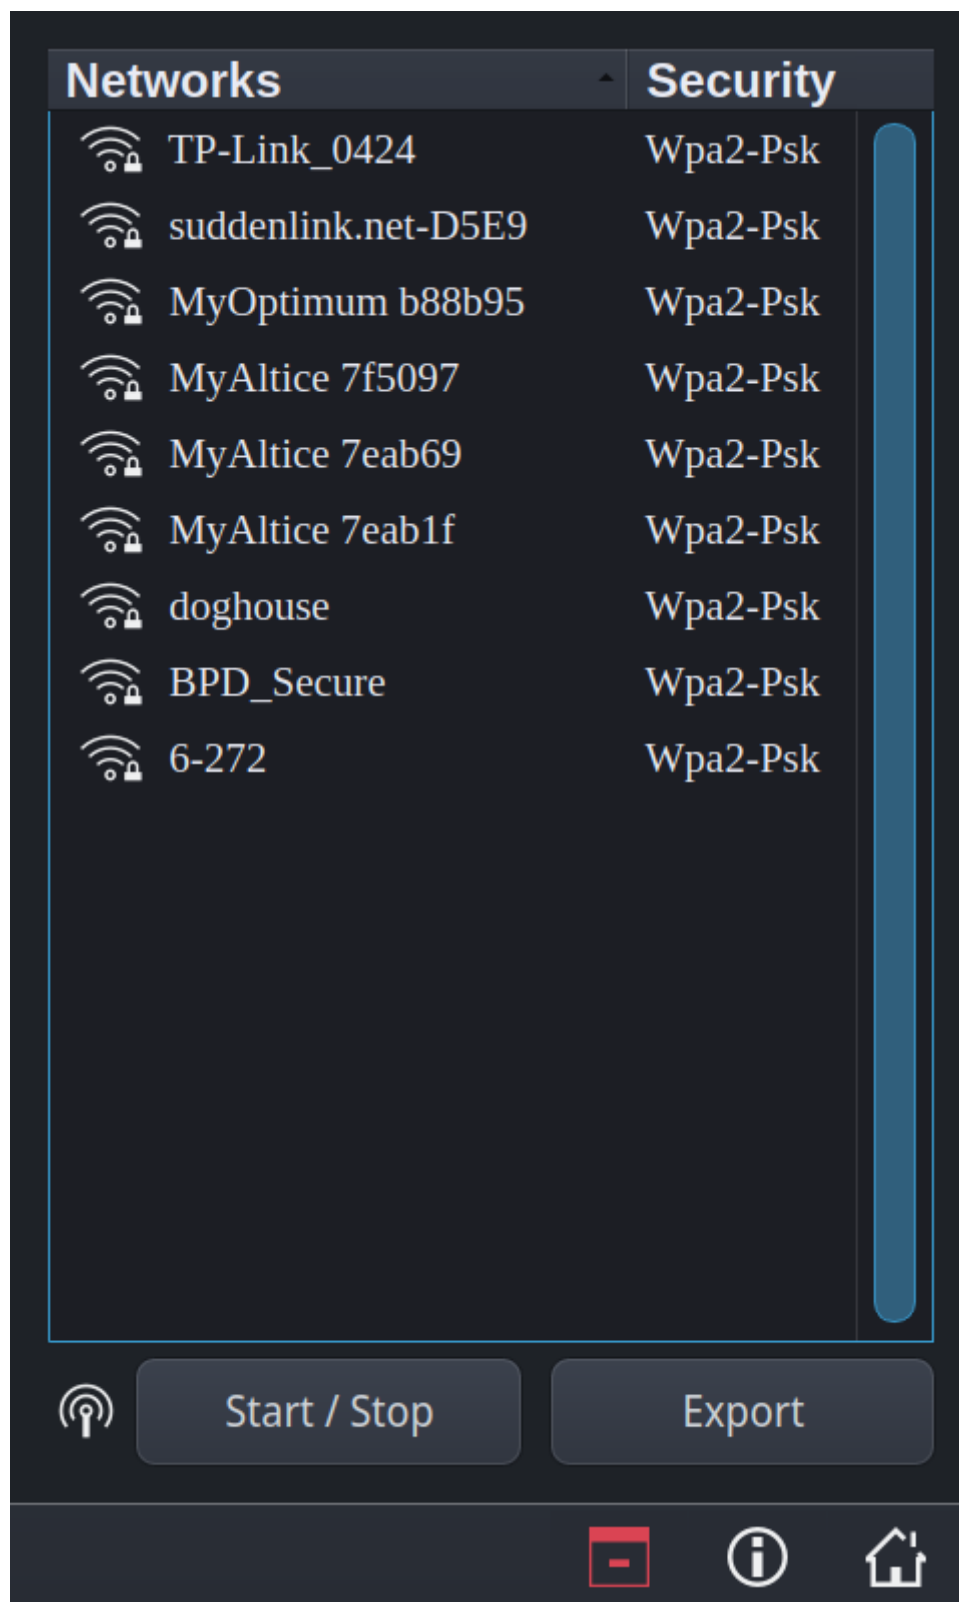 Networks Security
TP-Link_0424 Wpa2-Psk
suddenlink.net-D5E9 Wpa2-Psk
MyOptimum b88b95 Wpa2-Psk
MyAltice 7f5097 Wpa2-Psk
MyAltice 7eab69 Wpa2-Psk
MyAltice 7eab1f Wpa2-Psk
doghouse Wpa2-Psk
BPD_Secure Wpa2-Psk
6-272 Wpa2-Psk
Start / Stop Export